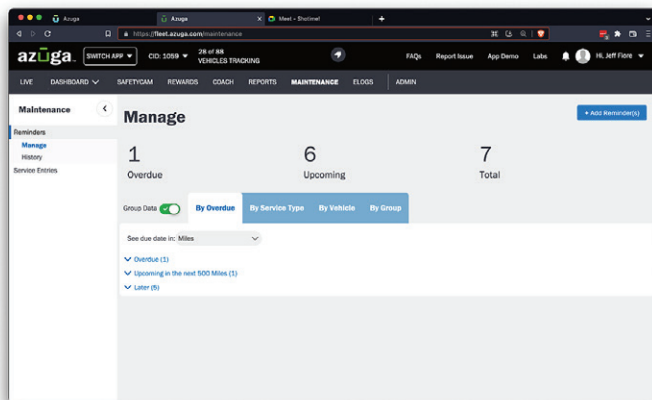 Azuga
Azuga
Meet – Shotime!
https://fleet.azuga.com/maintenance
azūga
SWITCH APP
CID: 1059
28 of 88
VEHICLES TRACKING
FAQs
Report Issue
App Demo
Labs
Hi, Jeff Fiore
LIVE
DASHBOARD
SAFETYCAM
REWARDS
COACH
REPORTS
MAINTENANCE
ELOGS
ADMIN
Maintenance
Reminders
Manage
History
Service Entries
Manage
+ Add Reminder(s)
1
Overdue
6
Upcoming
7
Total
Group Data
By Overdue
By Service Type
By Vehicle
By Group
See due date in: Miles
Overdue (1)
Upcoming in the next 500 Miles (1)
Later (5)